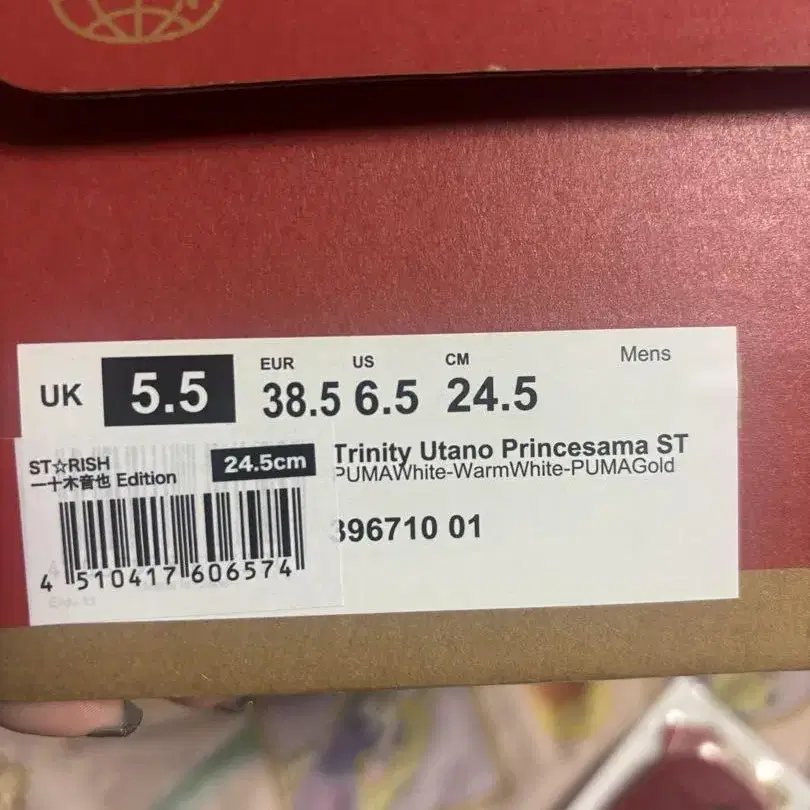 Mens
UK 5.5
EUR 38.5
US 6.5
CM 24.5
Trinity Utano Princesama ST
PUMAWhite-WarmWhite-PUMAGold
396710 01
ST☆RISH
一十木音也 Edition
24.5cm
4 510417 606574